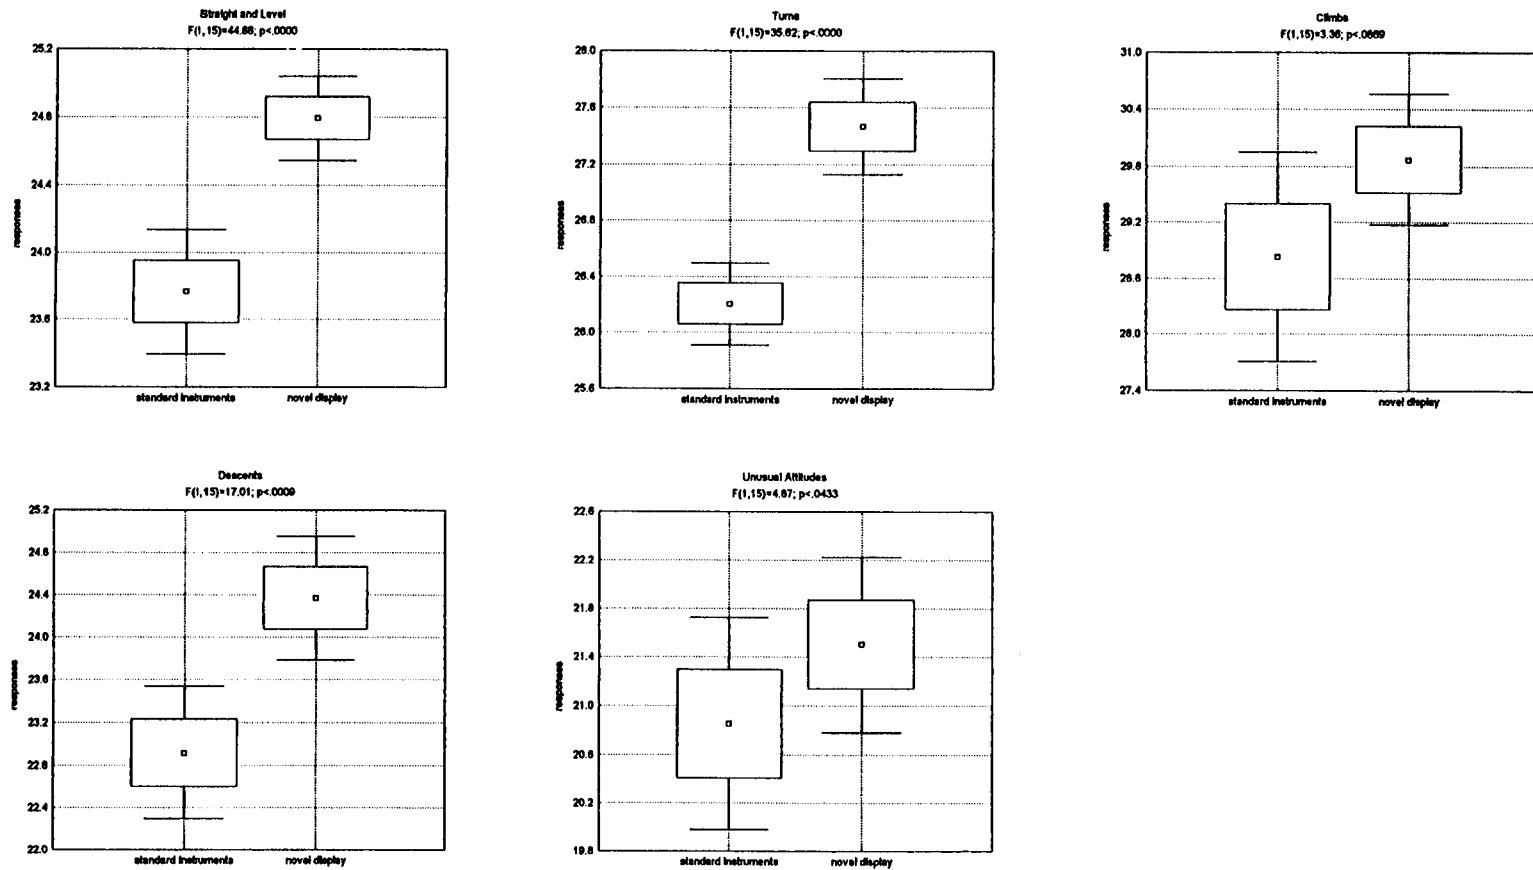 Straight and Level
F(1,15)=44.86; p<.0000
25.2
24.8
24.4
24.0
23.6
23.2
responses
standard instruments novel display
Turns
F(1,15)=35.62; p<.0000
28.0
27.6
27.2
26.8
26.4
26.0
25.6
responses
standard instruments novel display
Climbs
F(1,15)=3.36; p<.0869
31.0
30.4
29.8
29.2
28.6
28.0
27.4
responses
standard instruments novel display
Descents
F(1,15)=17.01; p<.0009
25.2
24.8
24.4
24.0
23.6
23.2
22.8
22.4
22.0
responses
standard instruments novel display
Unusual Attitudes
F(1,15)=4.87; p<.0433
22.6
22.2
21.8
21.4
21.0
20.6
20.2
19.8
responses
standard instruments novel display